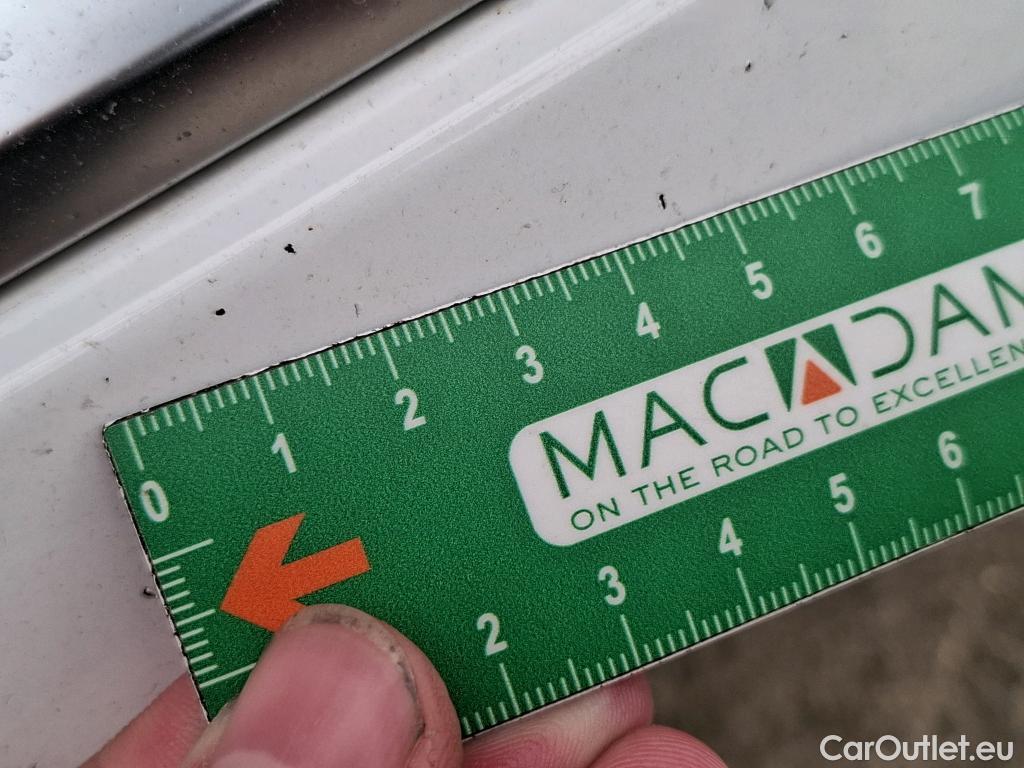 0 1 2 3 4 5 6 7
MACADAM
ON THE ROAD TO EXCELLEN
2 3 4 5 6
CarOutlet.eu